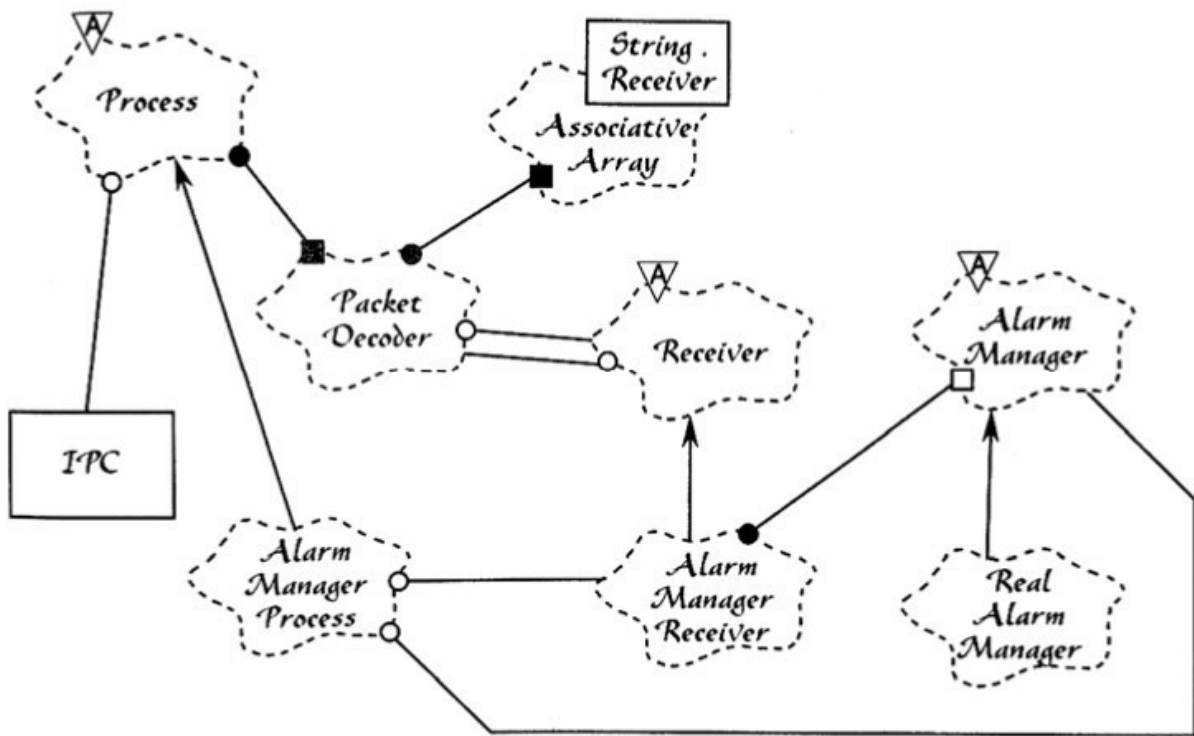 A
Process
String .
Receiver
Associative
Array
Packet
Decoder
A
Receiver
A
Alarm
Manager
IPC
Alarm
Manager
Process
Alarm
Manager
Receiver
Real
Alarm
Manager